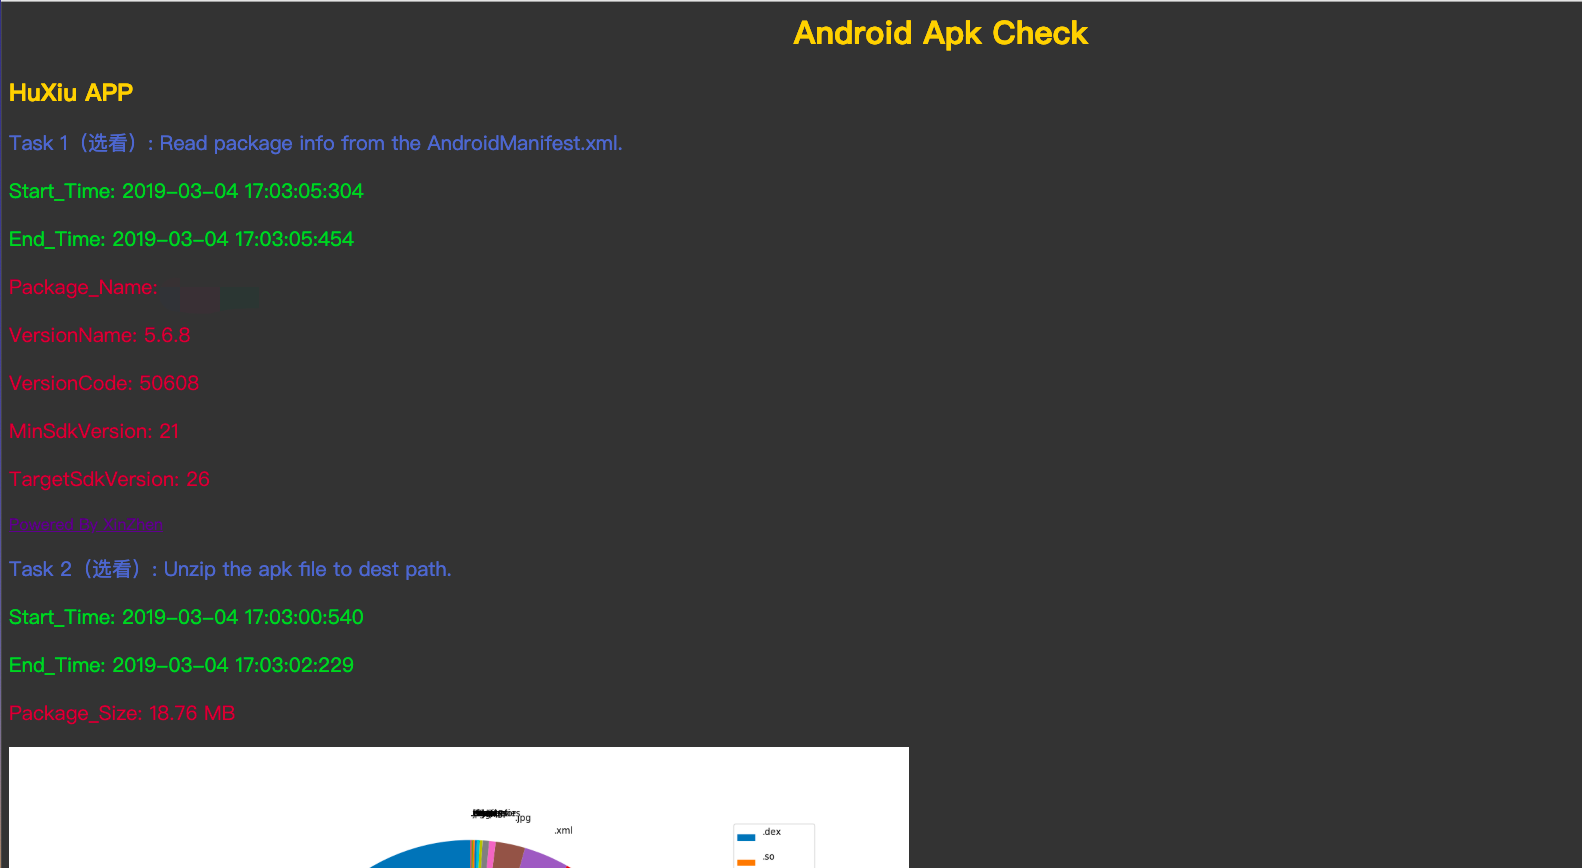 Android Apk Check
HuXiu APP
Task 1（选看）: Read package info from the AndroidManifest.xml.
Start_Time: 2019-03-04 17:03:05:304
End_Time: 2019-03-04 17:03:05:454
Package_Name:
VersionName: 5.6.8
VersionCode: 50608
MinSdkVersion: 21
TargetSdkVersion: 26
Powered By XinZhen
Task 2（选看）: Unzip the apk file to dest path.
Start_Time: 2019-03-04 17:03:00:540
End_Time: 2019-03-04 17:03:02:229
Package_Size: 18.76 MB
.jpg
.xml
.dex
.so